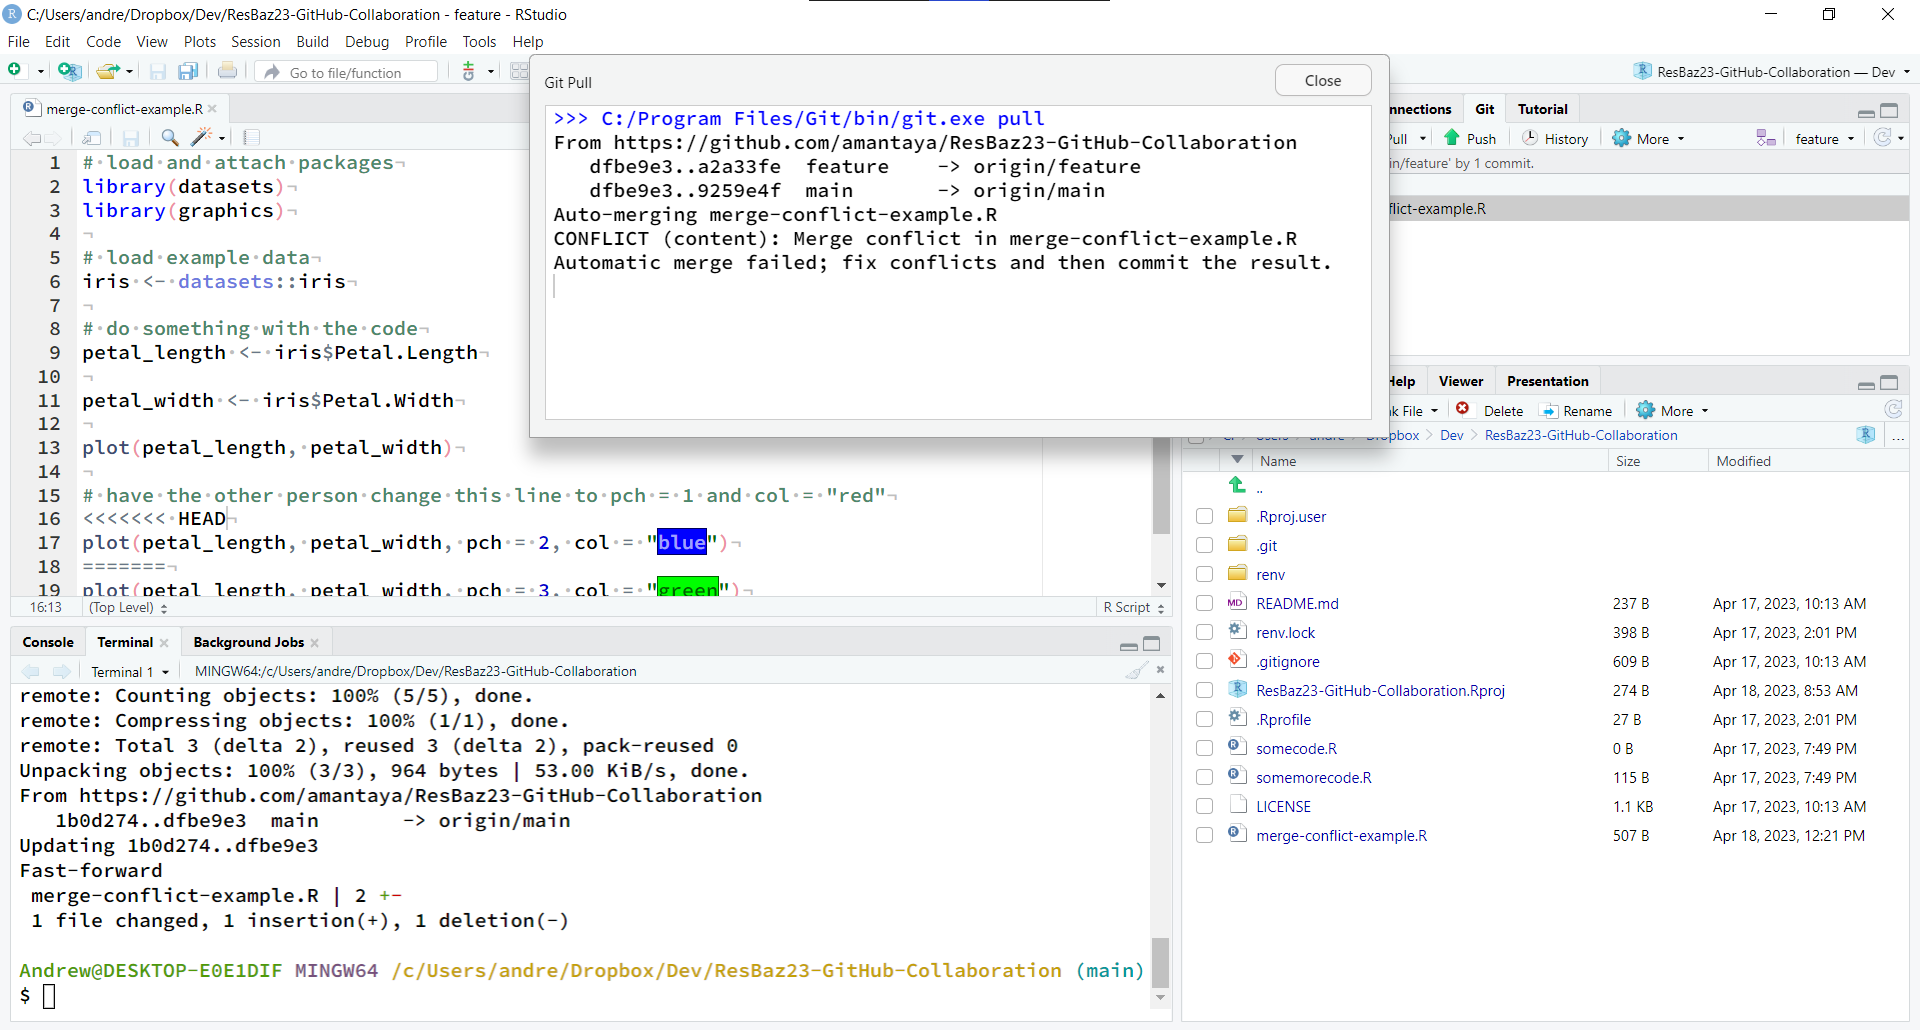 C:/Users/andre/Dropbox/Dev/ResBaz23-GitHub-Collaboration - feature - RStudio
File Edit Code View Plots Session Build Debug Profile Tools Help
Go to file/function
ResBaz23-GitHub-Collaboration — Dev
merge-conflict-example.R
1 # load and attach packages
2 library(datasets)
3 library(graphics)
4
5 # load example data
6 iris <- datasets::iris
7
8 # do something with the code
9 petal_length <- iris$Petal.Length
10
11 petal_width <- iris$Petal.Width
12
13 plot(petal_length, petal_width)
14
15 # have the other person change this line to pch = 1 and col = "red"
16 <<<<<<< HEAD
17 plot(petal_length, petal_width, pch = 2, col = "blue")
18 =======
19 plot(petal_length, petal_width, pch = 3, col = "green")
16:13 (Top Level) R Script
Git Pull Close
>>> C:/Program Files/Git/bin/git.exe pull
From https://github.com/amantaya/ResBaz23-GitHub-Collaboration
dfbe9e3..a2a33fe feature -> origin/feature
dfbe9e3..9259e4f main -> origin/main
Auto-merging merge-conflict-example.R
CONFLICT (content): Merge conflict in merge-conflict-example.R
Automatic merge failed; fix conflicts and then commit the result.
nnections Git Tutorial
Pull Push History More feature
in/feature' by 1 commit.
flict-example.R
Console Terminal Background Jobs
Terminal 1 MINGW64:/c/Users/andre/Dropbox/Dev/ResBaz23-GitHub-Collaboration
remote: Counting objects: 100% (5/5), done.
remote: Compressing objects: 100% (1/1), done.
remote: Total 3 (delta 2), reused 3 (delta 2), pack-reused 0
Unpacking objects: 100% (3/3), 964 bytes | 53.00 KiB/s, done.
From https://github.com/amantaya/ResBaz23-GitHub-Collaboration
1b0d274..dfbe9e3 main -> origin/main
Updating 1b0d274..dfbe9e3
Fast-forward
merge-conflict-example.R | 2 +-
1 file changed, 1 insertion(+), 1 deletion(-)
Andrew@DESKTOP-E0E1DIF MINGW64 /c/Users/andre/Dropbox/Dev/ResBaz23-GitHub-Collaboration (main)
$
Help Viewer Presentation
nk File Delete Rename More
Dropbox > Dev > ResBaz23-GitHub-Collaboration ...
Name Size Modified
..
.Rproj.user
.git
renv
README.md 237 B Apr 17, 2023, 10:13 AM
renv.lock 398 B Apr 17, 2023, 2:01 PM
.gitignore 609 B Apr 17, 2023, 10:13 AM
ResBaz23-GitHub-Collaboration.Rproj 274 B Apr 18, 2023, 8:53 AM
.Rprofile 27 B Apr 17, 2023, 2:01 PM
somecode.R 0 B Apr 17, 2023, 7:49 PM
somemorecode.R 115 B Apr 17, 2023, 7:49 PM
LICENSE 1.1 KB Apr 17, 2023, 10:13 AM
merge-conflict-example.R 507 B Apr 18, 2023, 12:21 PM